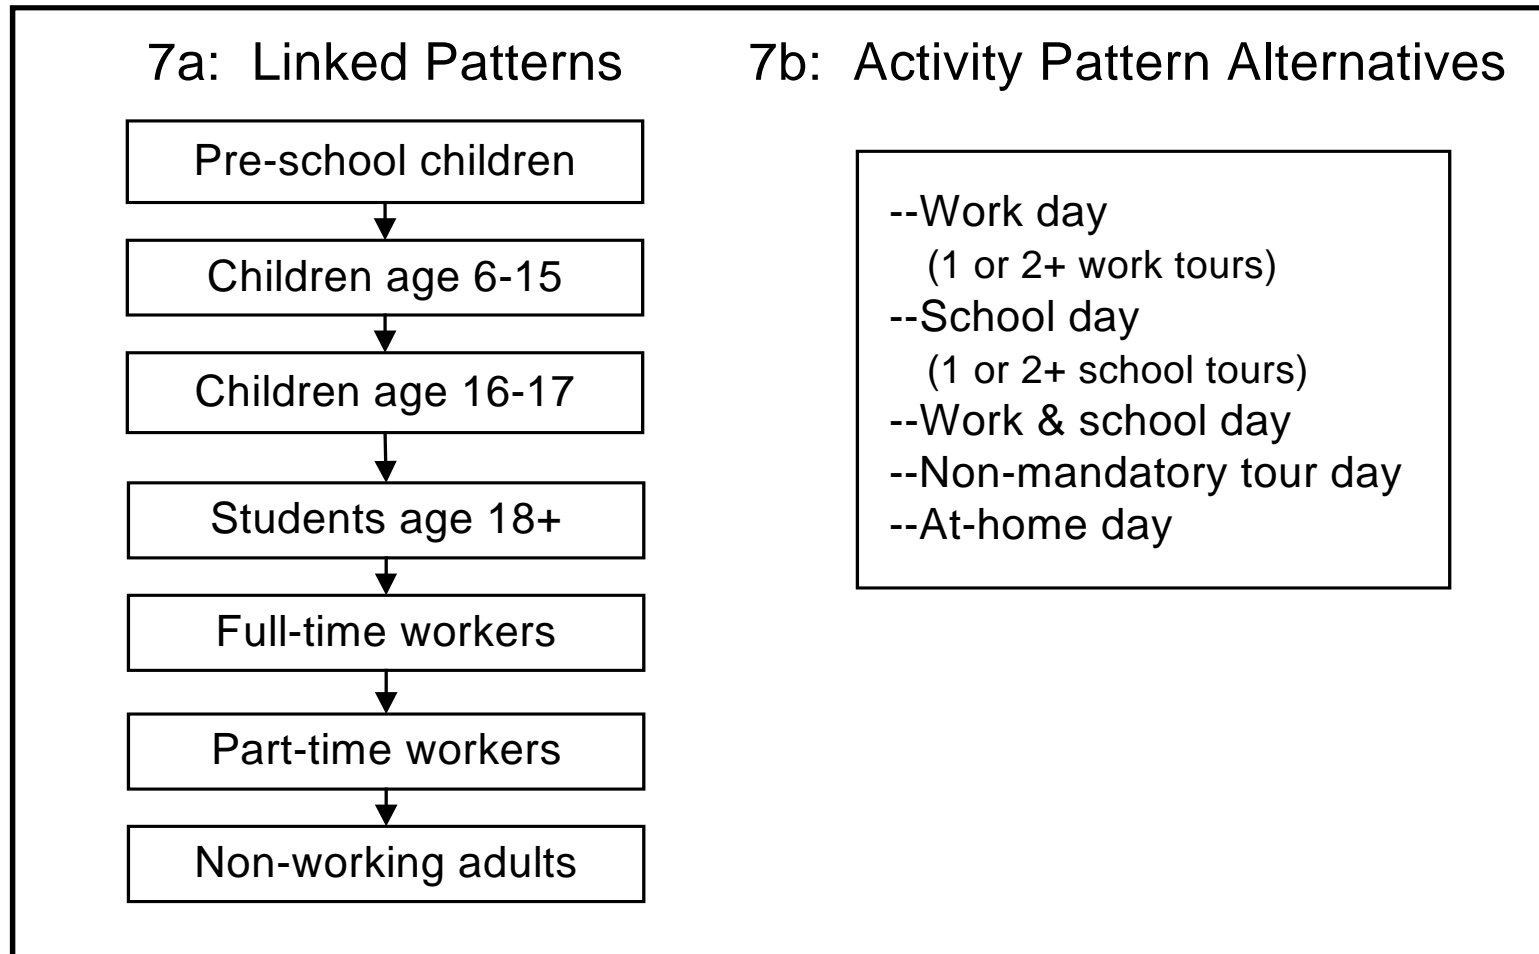 7a: Linked Patterns
Pre-school children
Children age 6-15
Children age 16-17
Students age 18+
Full-time workers
Part-time workers
Non-working adults
7b: Activity Pattern Alternatives
--Work day
(1 or 2+ work tours)
--School day
(1 or 2+ school tours)
--Work & school day
--Non-mandatory tour day
--At-home day